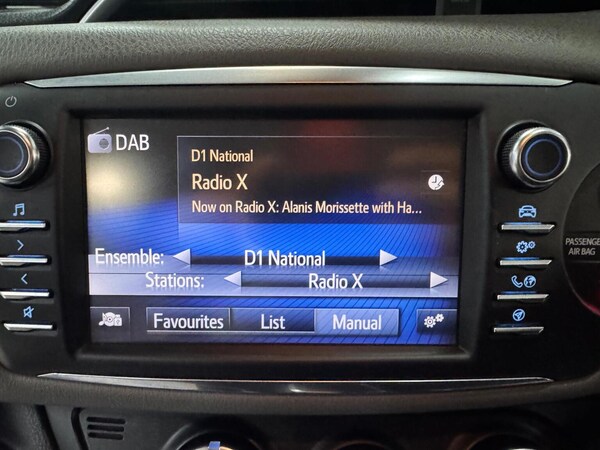 DAB
D1 National
Radio X
Now on Radio X: Alanis Morissette with Ha...
Ensemble: D1 National
Stations: Radio X
Favourites List Manual
PASSENGER
AIR BAG